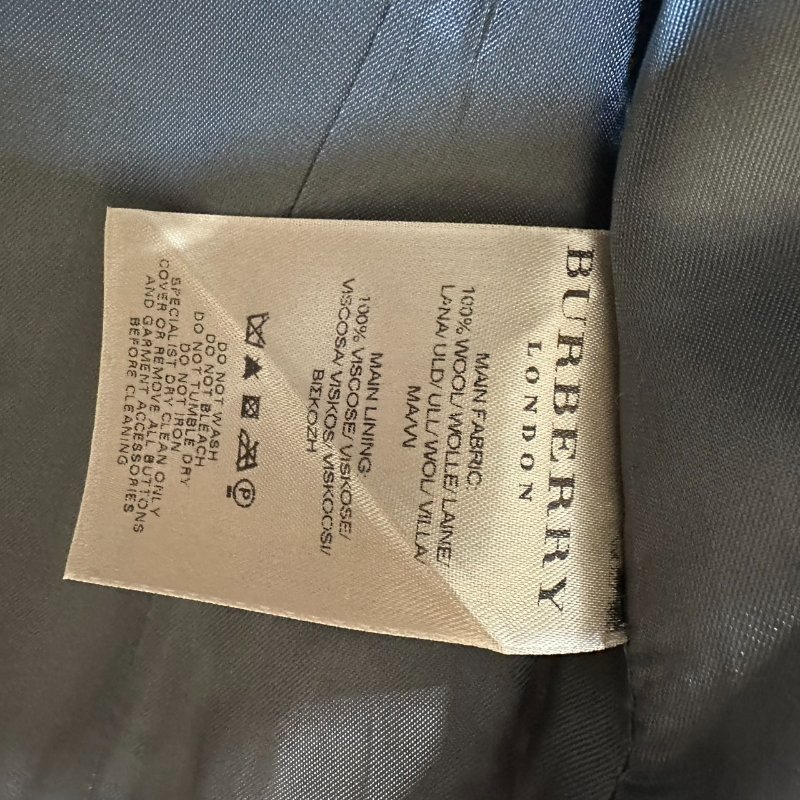 BURBERRY
LONDON
MAIN FABRIC:
100% WOOL/WOLLE/LAINE/
LANA/ULD/ULL/WOL/VILLA/
MAΛΛI
MAIN LINING:
100% VISCOSE/VISKOSE/
VISCOSA/VISKOS/VISKOOSI/
ΒΙΣΚΟΖΗ
P
DO NOT WASH
DO NOT BLEACH
DO NOT TUMBLE DRY
DO NOT IRON
SPECIALIST DRY CLEAN ONLY
COVER OR REMOVE ALL BUTTONS
AND GARMENT ACCESSORIES
BEFORE CLEANING